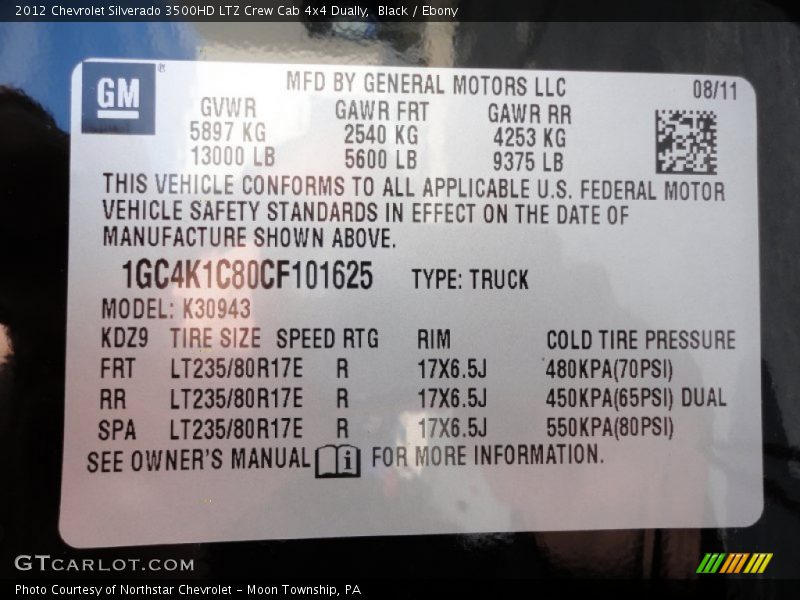 2012 Chevrolet Silverado 3500HD LTZ Crew Cab 4x4 Dually, Black / Ebony
GM ®
MFD BY GENERAL MOTORS LLC 08/11
GVWR GAWR FRT GAWR RR
5897 KG 2540 KG 4253 KG
13000 LB 5600 LB 9375 LB
THIS VEHICLE CONFORMS TO ALL APPLICABLE U.S. FEDERAL MOTOR
VEHICLE SAFETY STANDARDS IN EFFECT ON THE DATE OF
MANUFACTURE SHOWN ABOVE.
1GC4K1C80CF101625 TYPE: TRUCK
MODEL: K30943
KDZ9 TIRE SIZE SPEED RTG RIM COLD TIRE PRESSURE
FRT LT235/80R17E R 17X6.5J 480KPA(70PSI)
RR LT235/80R17E R 17X6.5J 450KPA(65PSI) DUAL
SPA LT235/80R17E R 17X6.5J 550KPA(80PSI)
SEE OWNER'S MANUAL i FOR MORE INFORMATION.
GTCARLOT.COM
Photo Courtesy of Northstar Chevrolet - Moon Township, PA